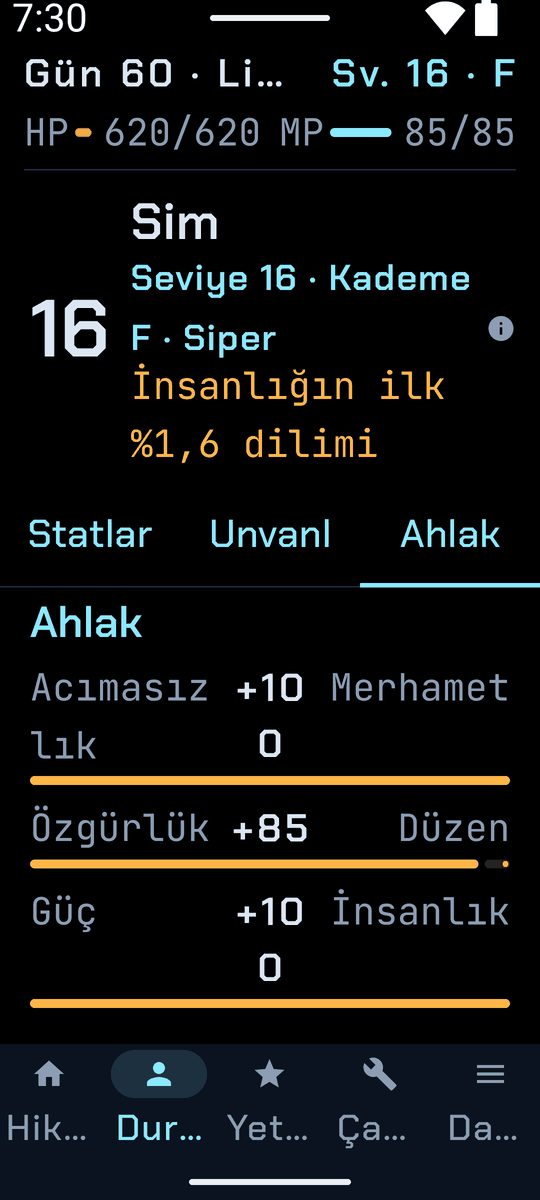 7:30
Gün 60 · Li... Sv. 16 · F
HP 620/620 MP 85/85
Sim
16
Seviye 16 · Kademe
F · Siper
İnsanlığın ilk
%1,6 dilimi
Statlar Unvanl Ahlak
Ahlak
Acımasız +10 Merhamet
lık 0
Özgürlük +85 Düzen
Güç +10 İnsanlık
0
Hik... Dur... Yet... Ça... Da...